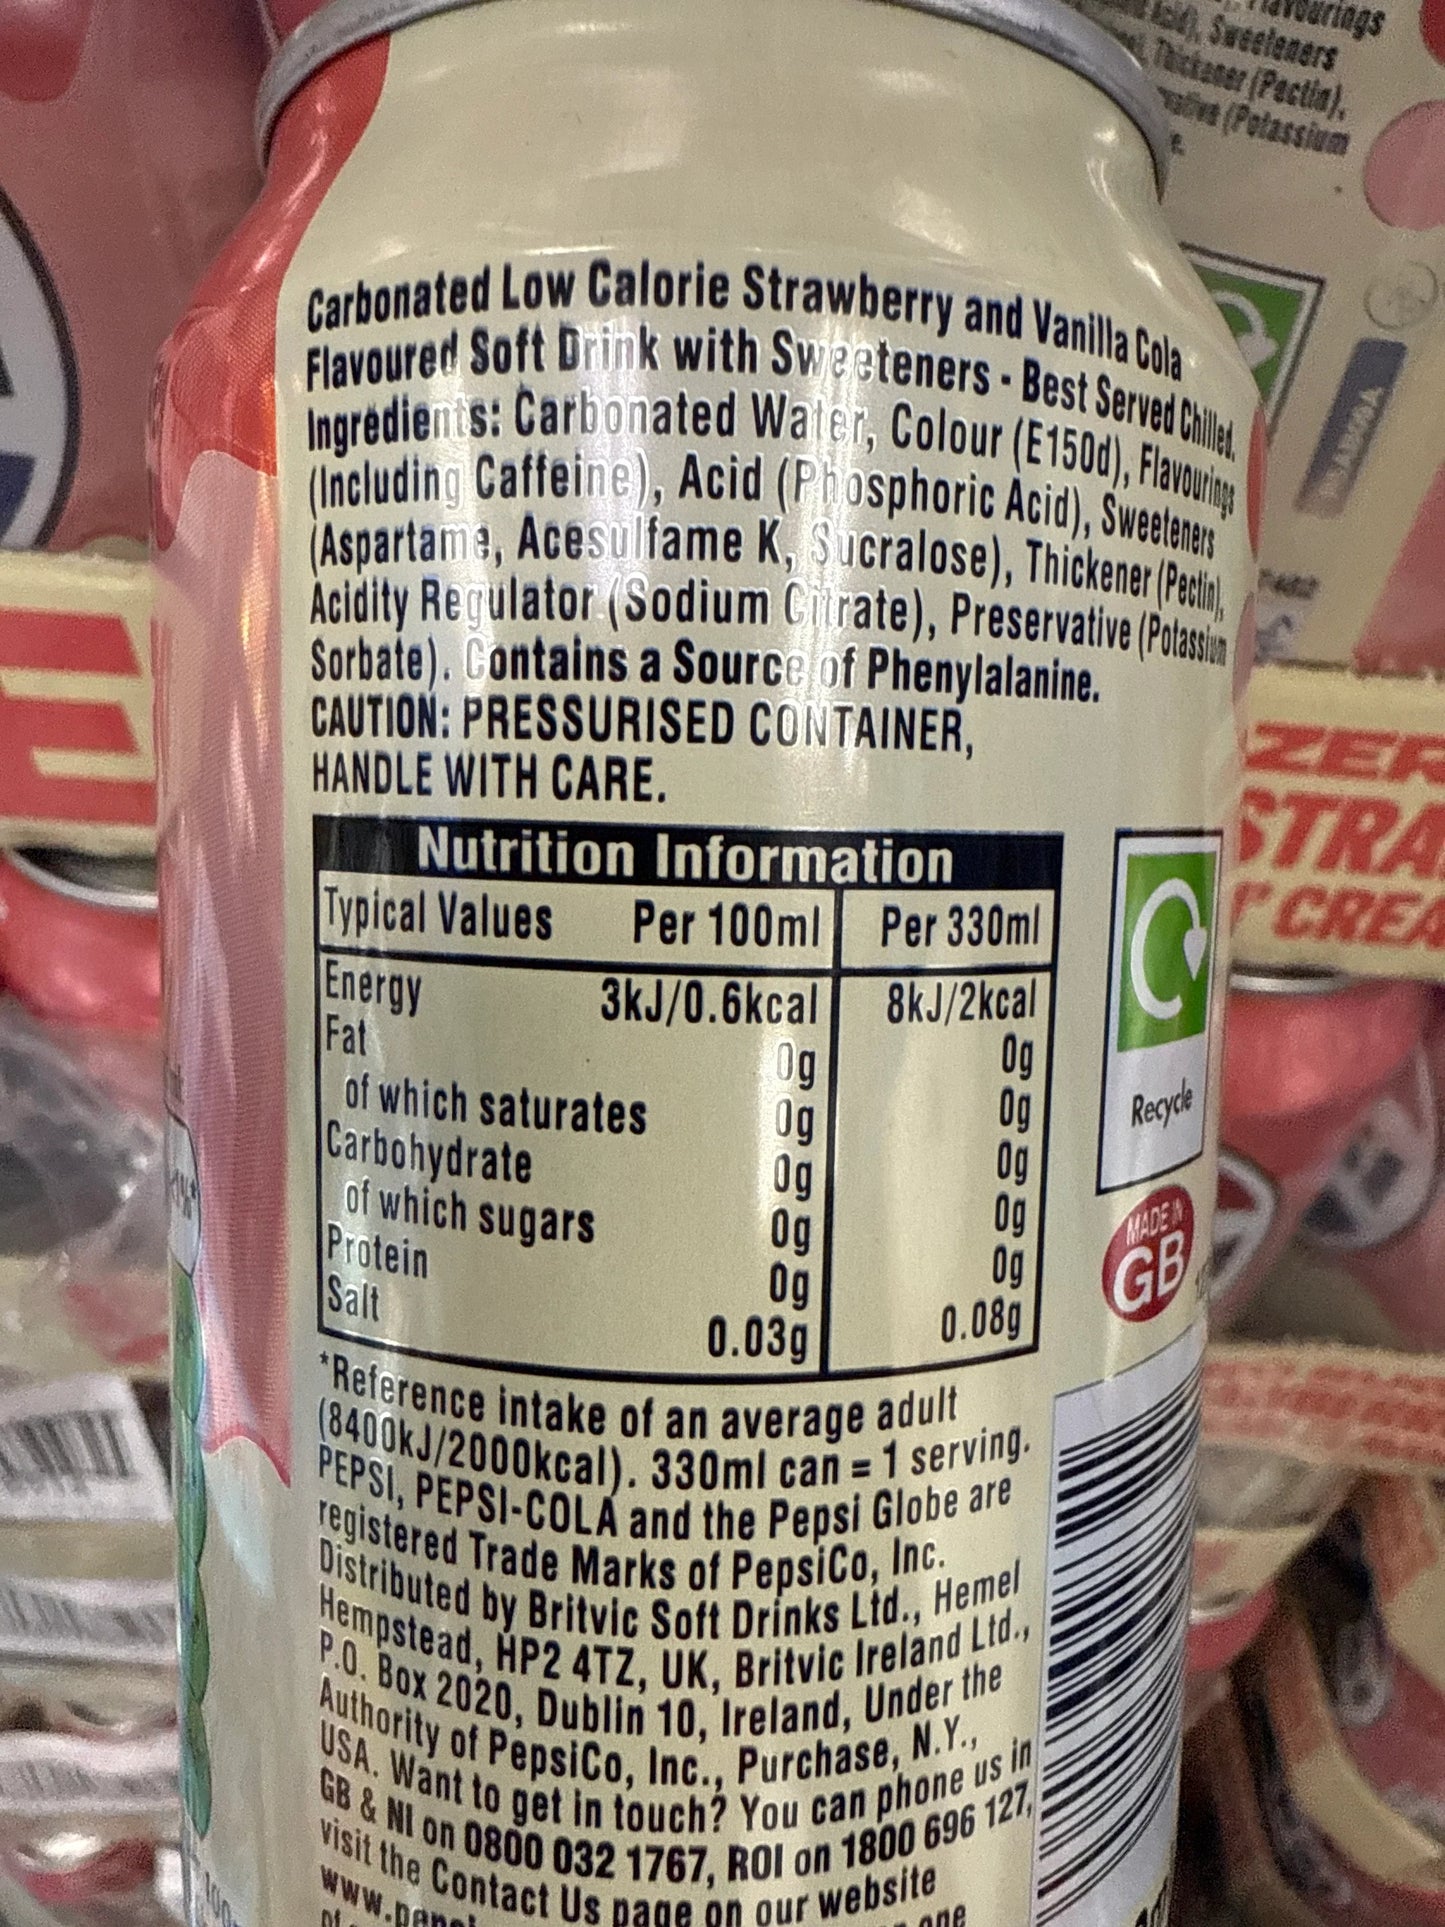 Carbonated Low Calorie Strawberry and Vanilla Cola
Flavoured Soft Drink with Sweeteners - Best Served Chilled.
Ingredients: Carbonated Water, Colour (E150d), Flavourings
(Including Caffeine), Acid (Phosphoric Acid), Sweeteners
(Aspartame, Acesulfame K, Sucralose), Thickener (Pectin),
Acidity Regulator (Sodium Citrate), Preservative (Potassium
Sorbate). Contains a Source of Phenylalanine.
CAUTION: PRESSURISED CONTAINER,
HANDLE WITH CARE.
Nutrition Information
Typical Values Per 100ml Per 330ml
Energy 3kJ/0.6kcal 8kJ/2kcal
Fat 0g 0g
of which saturates 0g 0g
Carbohydrate 0g 0g
of which sugars 0g 0g
Protein 0g 0g
Salt 0.03g 0.08g
*Reference intake of an average adult
(8400kJ/2000kcal). 330ml can = 1 serving.
PEPSI, PEPSI-COLA and the Pepsi Globe are
registered Trade Marks of PepsiCo, Inc.
Distributed by Britvic Soft Drinks Ltd., Hemel
Hempstead, HP2 4TZ, UK, Britvic Ireland Ltd.,
P.O. Box 2020, Dublin 10, Ireland, Under the
Authority of PepsiCo, Inc., Purchase, N.Y.,
USA. Want to get in touch? You can phone us in
GB & NI on 0800 032 1767, ROI on 1800 696 127,
visit the Contact Us page on our website
Recycle
MADE IN
GB
Flavourings
Acid), Sweeteners
Thickener (Pectin),
(Potassium